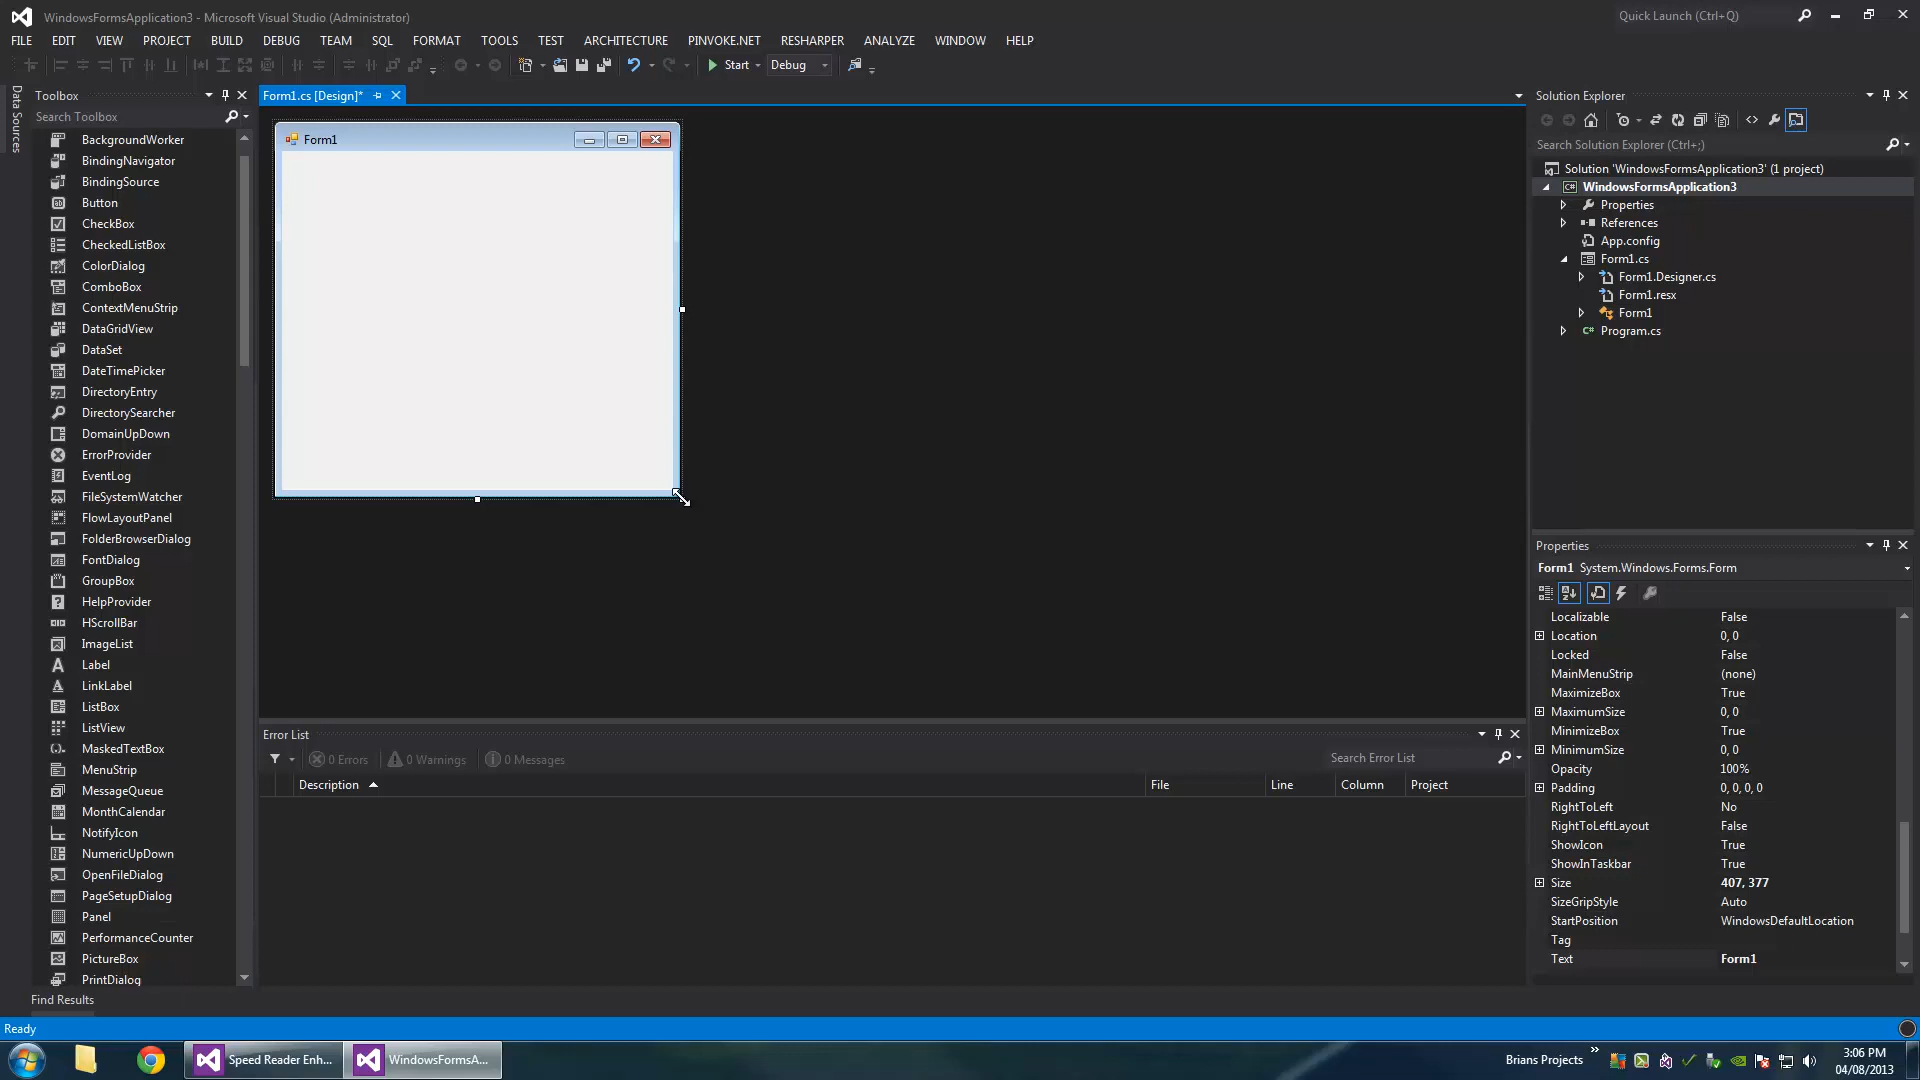 WindowsFormsApplication3 - Microsoft Visual Studio (Administrator)
Quick Launch (Ctrl+Q)
FILE EDIT VIEW PROJECT BUILD DEBUG TEAM SQL FORMAT TOOLS TEST ARCHITECTURE PINVOKE.NET RESHARPER ANALYZE WINDOW HELP
Start Debug
Data Sources
Toolbox
Search Toolbox
BackgroundWorker
BindingNavigator
BindingSource
Button
CheckBox
CheckedListBox
ColorDialog
ComboBox
ContextMenuStrip
DataGridView
DataSet
DateTimePicker
DirectoryEntry
DirectorySearcher
DomainUpDown
ErrorProvider
EventLog
FileSystemWatcher
FlowLayoutPanel
FolderBrowserDialog
FontDialog
GroupBox
HelpProvider
HScrollBar
ImageList
Label
LinkLabel
ListBox
ListView
MaskedTextBox
MenuStrip
MessageQueue
MonthCalendar
NotifyIcon
NumericUpDown
OpenFileDialog
PageSetupDialog
Panel
PerformanceCounter
PictureBox
PrintDialog
Find Results
Form1.cs [Design]*
Form1
Error List
0 Errors 0 Warnings 0 Messages
Search Error List
Description File Line Column Project
Solution Explorer
Search Solution Explorer (Ctrl+;)
Solution 'WindowsFormsApplication3' (1 project)
WindowsFormsApplication3
Properties
References
App.config
Form1.cs
Form1.Designer.cs
Form1.resx
Form1
Program.cs
Properties
Form1 System.Windows.Forms.Form
Localizable False
Location 0, 0
Locked False
MainMenuStrip (none)
MaximizeBox True
MaximumSize 0, 0
MinimizeBox True
MinimumSize 0, 0
Opacity 100%
Padding 0, 0, 0, 0
RightToLeft No
RightToLeftLayout False
ShowIcon True
ShowInTaskbar True
Size 407, 377
SizeGripStyle Auto
StartPosition WindowsDefaultLocation
Tag
Text Form1
Ready
Speed Reader Enh...
WindowsFormsA...
Brians Projects
3:06 PM
04/08/2013